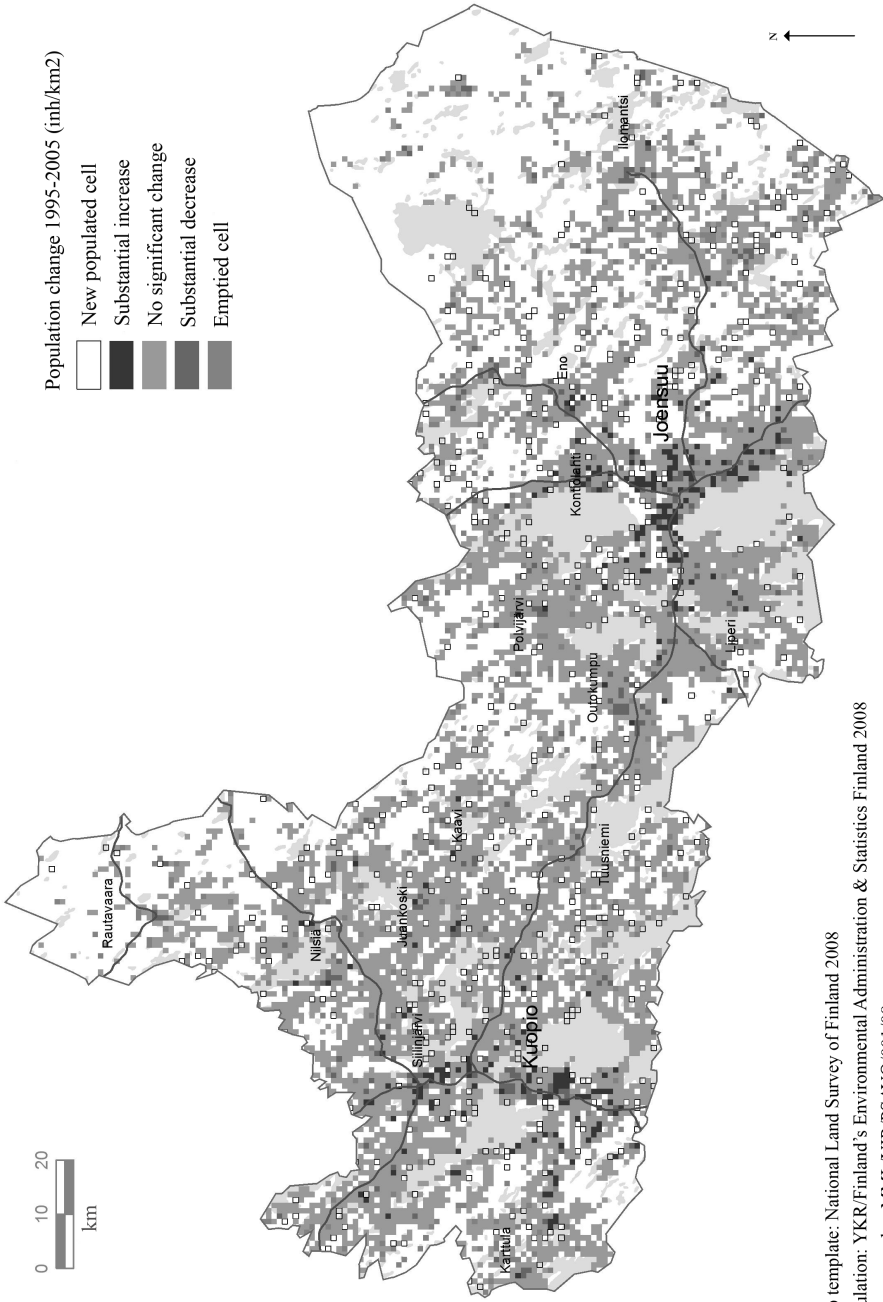 Population change 1995-2005 (inh/km2)
New populated cell
Substantial increase
No significant change
Substantial decrease
Emptied cell
0 10 20
km
N
Rautavaara
Nilsiä
Juankoski
Kaavi
Siilinjärvi
Kuopio
Karttula
Tuusniemi
Outokumpu
Polvijärvi
Liperi
Kontiolahti
Joensuu
Eno
Ilomantsi
template: National Land Survey of Finland 2008
YKR/Finland's Environmental Administration & Statistics Finland 2008